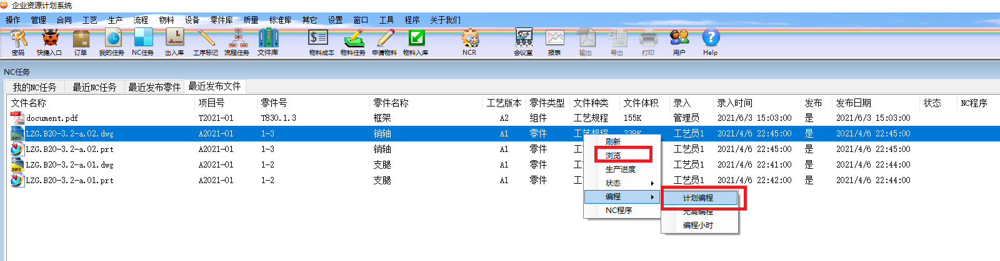 企业资源计划系统
操作 管理 合同 工艺 生产 流程 物料 设备 零件库 质量 标准库 其它 设置 窗口 工具 程序 关于我们
密码 快捷入口 订单 我的任务 NC任务 出入库 工序标记 流程任务 文件库 物料成本 物料任务 申请物料 物料入库 NCR 会议室 报表 输出 导出 打印 用户 Help
NC任务
我的NC任务 最近NC任务 最近发布零件 最近发布文件
文件名称 项目号 零件号 零件名称 工艺版本 零件类型 文件种类 文件体积 录入 录入时间 发布 发布日期 状态 NC程序
document.pdf T2021-01 T830.1.3 框架 A2 组件 工艺规程 155K 管理员 2021/6/3 15:03:00 是 2021/6/3 15:03:00
LZG.B20-3.2-a.02.dwg A2021-01 1-3 销轴 A1 零件 工艺规程 339K 工艺员1 2021/4/6 22:45:00 是 2021/4/6 22:45:00
LZG.B20-3.2-a.02.prt A2021-01 1-3 销轴 A1 零件 工 工艺员1 2021/4/6 22:45:00 是 2021/4/6 22:45:00
LZG.B20-3.2-a.01.dwg A2021-01 1-2 支腿 A1 零件 工 工艺员1 2021/4/6 22:41:00 是 2021/4/6 22:44:00
LZG.B20-3.2-a.01.prt A2021-01 1-2 支腿 A1 零件 工 工艺员1 2021/4/6 22:42:00 是 2021/4/6 22:44:00
刷新
浏览
生产进度
状态
编程
NC程序
计划编程
无需编程
编程小时